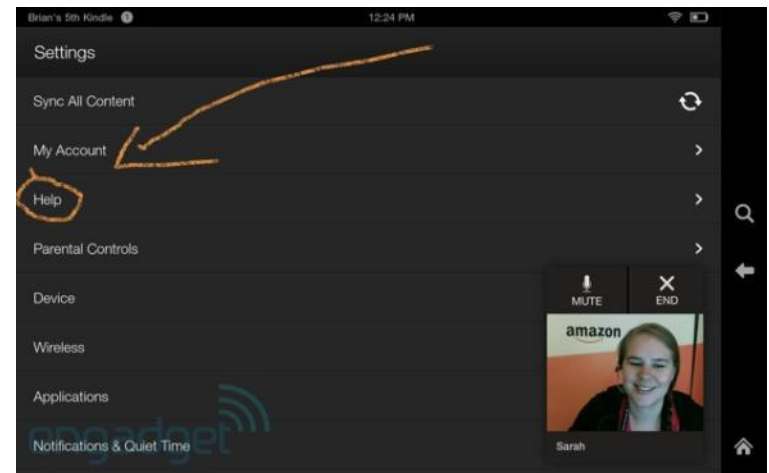 Brian's 5th Kindle 1 12:24 PM
Settings
Sync All Content
My Account
Help
Parental Controls
Device
MUTE END
Wireless
amazon
Applications
engadget
Notifications & Quiet Time
Sarah